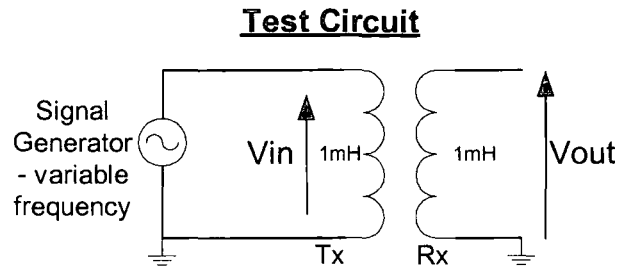 Test Circuit
Signal
Generator
- variable
frequency
Vin
1mH
1mH
Vout
Tx
Rx